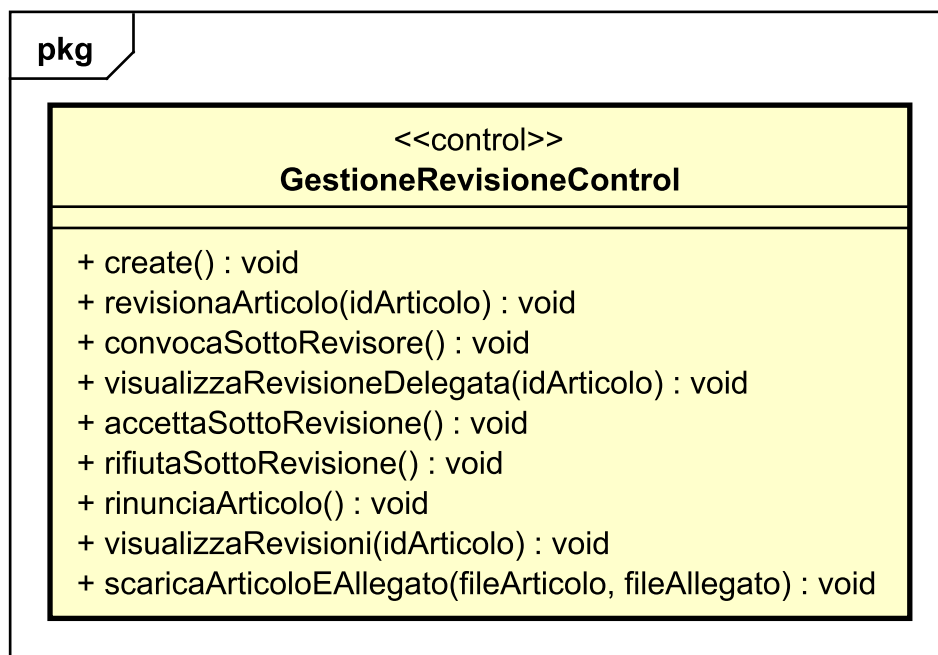 pkg
<<control>>
GestioneRevisioneControl
+ create() : void
+ revisionaArticolo(idArticolo) : void
+ convocaSottoRevisore() : void
+ visualizzaRevisioneDelegata(idArticolo) : void
+ accettaSottoRevisione() : void
+ rifiutaSottoRevisione() : void
+ rinunciaArticolo() : void
+ visualizzaRevisioni(idArticolo) : void
+ scaricaArticoloEAllegato(fileArticolo, fileAllegato) : void